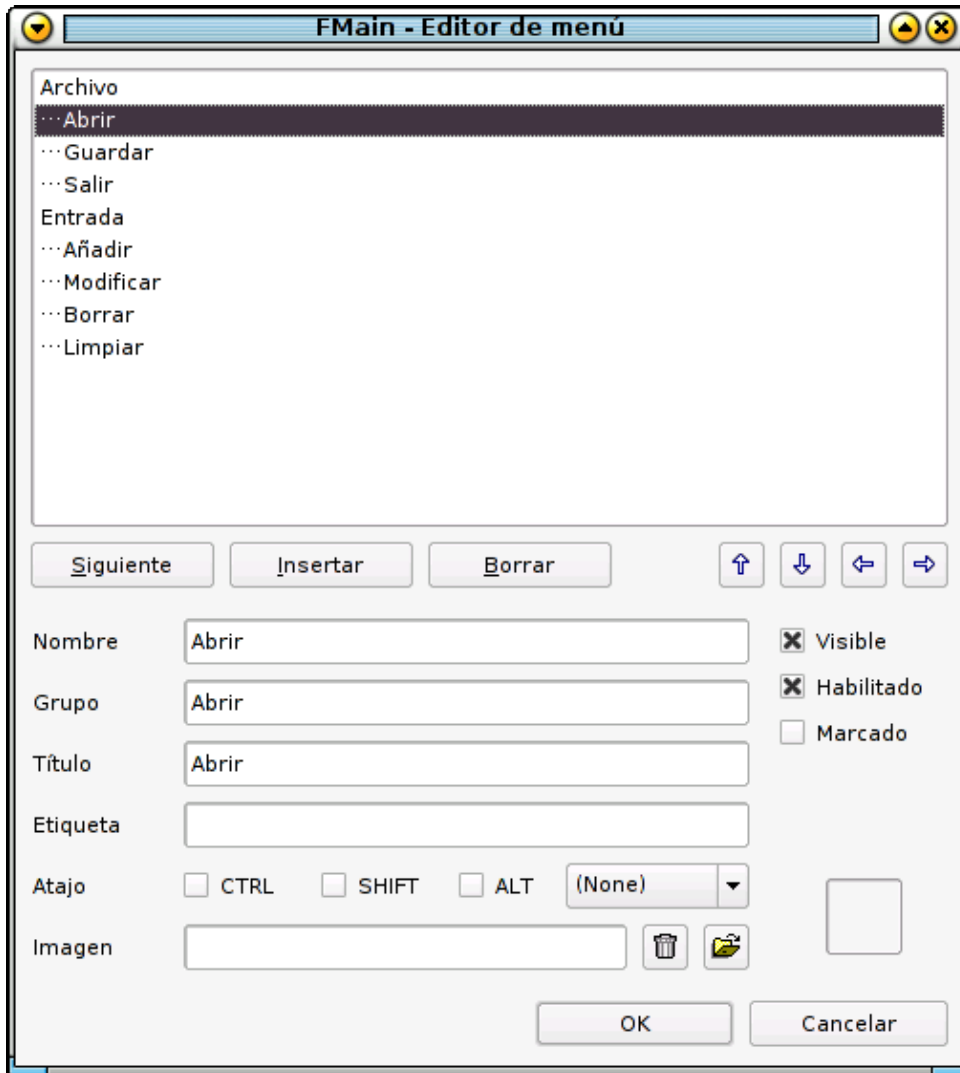 FMain - Editor de menú
Archivo
···Abrir
···Guardar
···Salir
Entrada
···Añadir
···Modificar
···Borrar
···Limpiar
Siguiente Insertar Borrar
Nombre Abrir Visible
Grupo Abrir Habilitado
Título Abrir Marcado
Etiqueta
Atajo CTRL SHIFT ALT (None)
Imagen
OK Cancelar